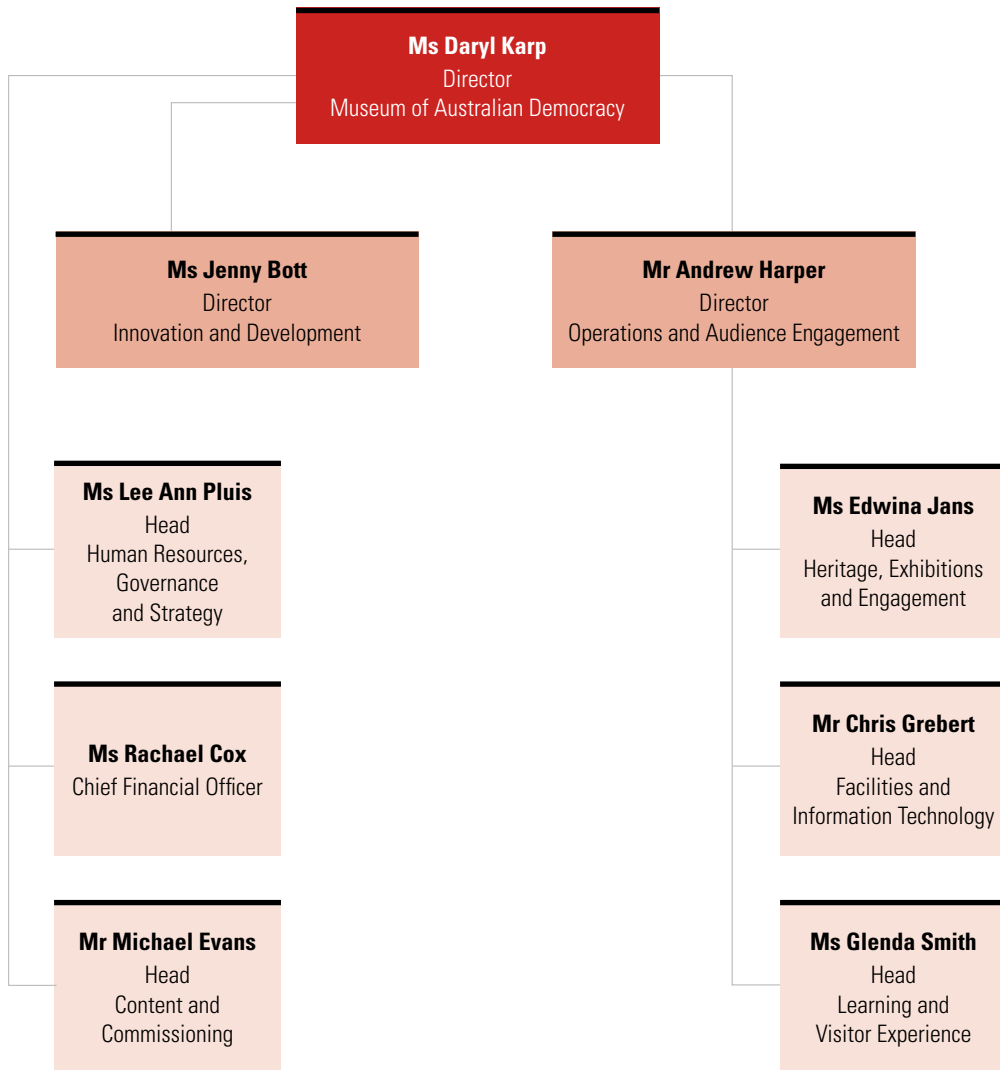 Ms Daryl Karp
Director
Museum of Australian Democracy
Ms Jenny Bott
Director
Innovation and Development
Mr Andrew Harper
Director
Operations and Audience Engagement
Ms Lee Ann Pluis
Head
Human Resources,
Governance
and Strategy
Ms Edwina Jans
Head
Heritage, Exhibitions
and Engagement
Ms Rachael Cox
Chief Financial Officer
Mr Chris Grebert
Head
Facilities and
Information Technology
Mr Michael Evans
Head
Content and
Commissioning
Ms Glenda Smith
Head
Learning and
Visitor Experience